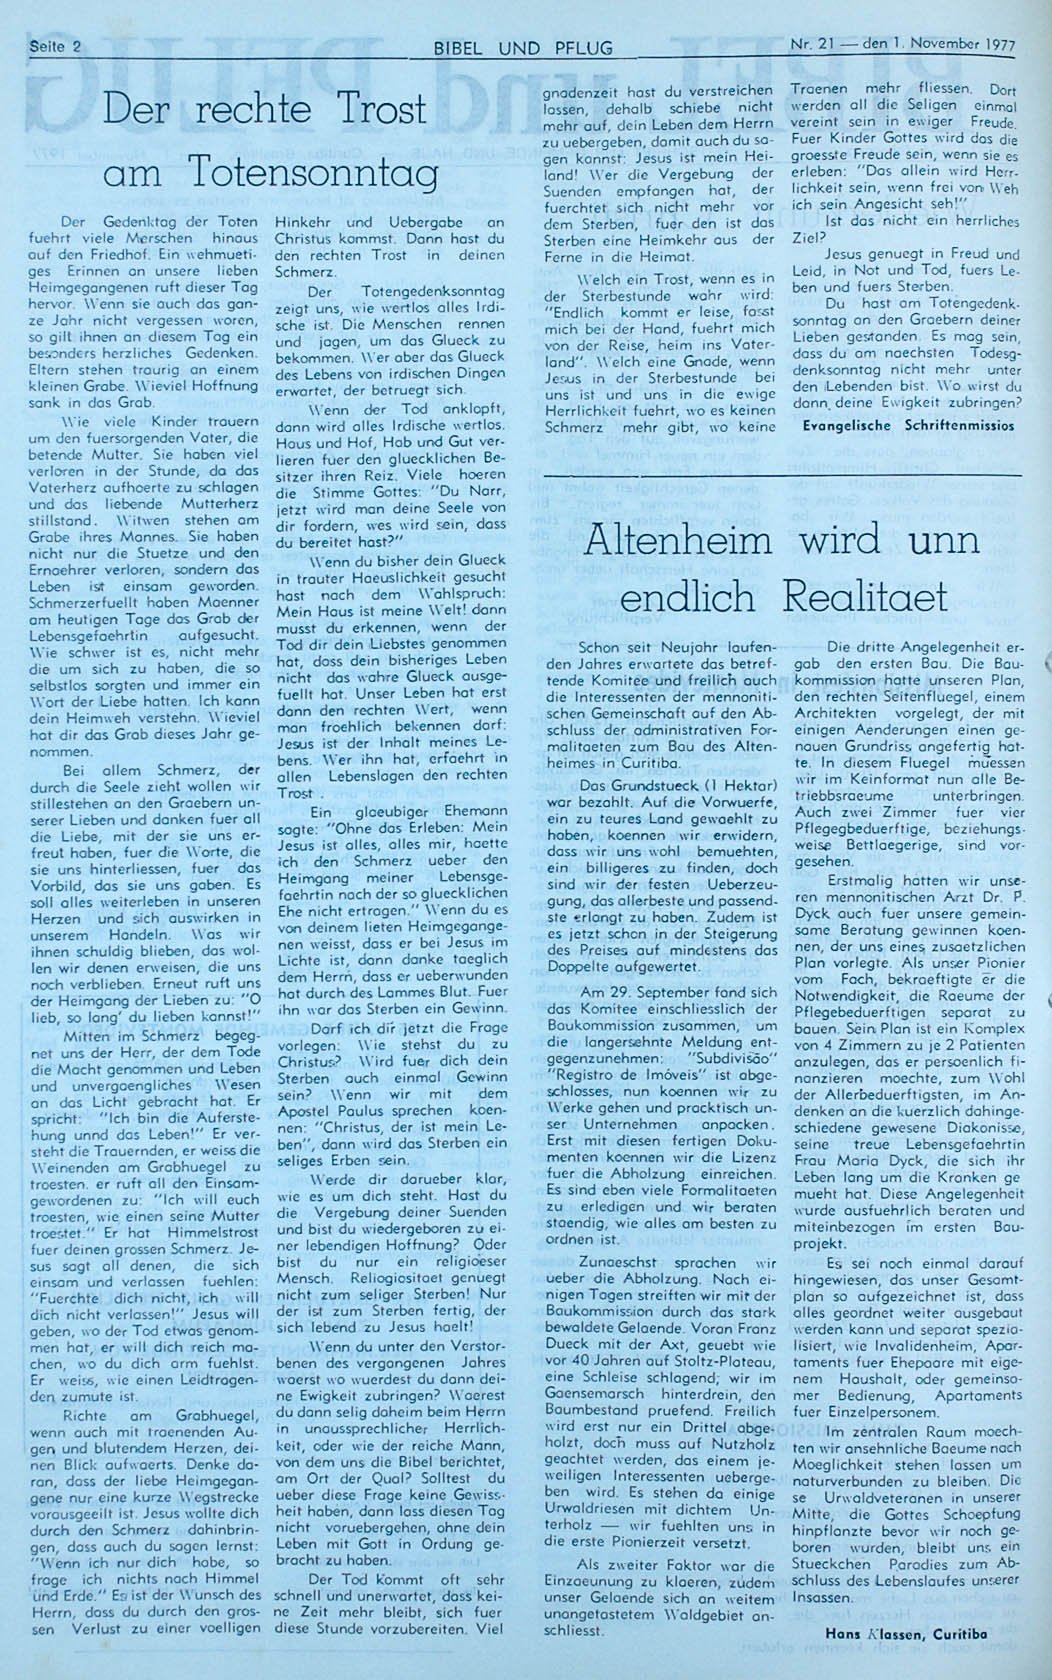 Seite 2
BIBEL UND PFLUG
Nr. 21 — den 1. November 1977
Der rechte Trost
am Totensonntag
Der Gedenktag der Toten
fuehrt viele Merschen hinaus
auf den Friedhof. Ein wehmueti-
ges Erinnen an unsere lieben
Heimgegangenen ruft dieser Tag
hervor. Wenn sie auch das gan-
ze Jahr nicht vergessen woren,
so gilt ihnen an diesem Tag ein
besonders herzliches Gedenken.
Eltern stehen traurig an einem
kleinen Grabe. Wieviel Hoffnung
sank in das Grab.
Wie viele Kinder trauern
um den fuersorgenden Vater, die
betende Mutter. Sie haben viel
verloren in der Stunde, da das
Vaterherz aufhoerte zu schlagen
und das liebende Mutterherz
stillstand. Witwen stehen am
Grabe ihres Mannes. Sie haben
nicht nur die Stuetze und den
Ernaehrer verloren, sondern das
Leben ist einsam geworden.
Schmerzerfuellt haben Maenner
am heutigen Tage das Grab der
Lebensgefaehrtin aufgesucht.
Wie schwer ist es, nicht mehr
die um sich zu haben, die so
selbstlos sorgten und immer ein
Wort der Liebe hatten. Ich kann
dein Heimweh verstehn. Wieviel
hat dir das Grab dieses Jahr ge-
nommen.
Bei allem Schmerz, der
durch die Seele zieht wollen wir
stillestehen an den Graebern un-
serer Lieben und danken fuer all
die Liebe, mit der sie uns er-
freut haben, fuer die Worte, die
sie uns hinterliessen, fuer das
Vorbild, das sie uns gaben. Es
soll alles weiterleben in unseren
Herzen und sich auswirken in
unserem Handeln. Was wir
ihnen schuldig blieben, das wol-
len wir denen erweisen, die uns
noch verblieben. Erneut ruft uns
der Heimgang der Lieben zu: "O
lieb, so lang' du lieben kannst!"
Mitten im Schmerz begeg-
net uns der Herr, der dem Tode
die Macht genommen und Leben
und unvergaengliches Wesen
an das Licht gebracht hat. Er
spricht: "Ich bin die Auferste-
hung unnd das Leben!" Er ver-
steht die Trauernden, er weiss die
Weinenden am Grabhuegel zu
troesten. er ruft all den Einsam-
gewordenen zu: "Ich will euch
troesten, wie einen seine Mutter
troestet." Er hat Himmelstrost
fuer deinen grossen Schmerz. Je-
sus sagt all denen, die sich
einsam und verlassen fuehlen:
"Fuerchte dich nicht, ich will
dich nicht verlassen!" Jesus will
geben, wo der Tod etwas genom-
men hat, er will dich reich ma-
chen, wo du dich arm fuehlst.
Er weiss, wie einen Leidtragen-
den zumute ist.
Richte am Grabhuegel,
wenn auch mit traenenden Au-
gen und blutendem Herzen, dei-
nen Blick aufwaerts. Denke da-
ran, dass der liebe Heimgegan-
gene nur eine kurze Wegstrecke
vorausgeeilt ist. Jesus wollte dich
durch den Schmerz dahinbrin-
gen, dass auch du sagen lernst:
"Wenn ich nur dich habe, so
frage ich nichts nach Himmel
und Erde." Es ist der Wunsch des
Herrn, dass du durch den gros-
sen Verlust zu einer voelligen
Hinkehr und Uebergabe an
Christus kommst. Dann hast du
den rechten Trost in deinen
Schmerz.
Der Totengedenksonntag
zeigt uns, wie wertlos alles Irdi-
sche ist. Die Menschen rennen
und jagen, um das Glueck zu
bekommen. Wer aber das Glueck
des Lebens von irdischen Dingen
erwartet, der betruegt sich.
Wenn der Tod anklopft,
dann wird alles Irdische wertlos.
Haus und Hof, Hab und Gut ver-
lieren fuer den gluecklichen Be-
sitzer ihren Reiz. Viele hoeren
die Stimme Gottes: "Du Narr,
jetzt wird man deine Seele von
dir fordern, wes wird sein, dass
du bereitet hast?"
Wenn du bisher dein Glueck
in trauter Haeuslichkeit gesucht
hast nach dem Wahlspruch:
Mein Haus ist meine Welt! dann
musst du erkennen, wenn der
Tod dir dein Liebstes genommen
hat, dass dein bisheriges Leben
nicht das wahre Glueck ausge-
fuellt hat. Unser Leben hat erst
dann den rechten Wert, wenn
man froehlich bekennen darf:
Jesus ist der Inhalt meines Le-
bens. Wer ihn hat, erfaehrt in
allen Lebenslagen den rechten
Trost .
Ein glaeubiger Ehemann
sagte: "Ohne das Erleben: Mein
Jesus ist alles, alles mir, haette
ich den Schmerz ueber den
Heimgang meiner Lebensge-
faehrtin nach der so gluecklichen
Ehe nicht ertragen." Wenn du es
von deinem lieten Heimgegange-
nen weisst, dass er bei Jesus im
Lichte ist, dann danke taeglich
dem Herrn, dass er ueberwunden
hat durch des Lammes Blut. Fuer
ihn war das Sterben ein Gewinn.
Darf ich dir jetzt die Frage
vorlegen: Wie stehst du zu
Christus? Wird fuer dich dein
Sterben auch einmal Gewinn
sein? Wenn wir mit dem
Apostel Paulus sprechen koen-
nen: "Christus, der ist mein Le-
ben", dann wird das Sterben ein
seliges Erben sein.
Werde dir darueber klar,
wie es um dich steht. Hast du
die Vergebung deiner Suenden
und bist du wiedergeboren zu ei-
ner lebendigen Hoffnung? Oder
bist du nur ein religioeser
Mensch. Reliogiositaet genuegt
nicht zum seliger Sterben! Nur
der ist zum Sterben fertig, der
sich lebend zu Jesus haelt!
Wenn du unter den Verstor-
benen des vergangenen Jahres
waerst wo wuerdest du dann dei-
ne Ewigkeit zubringen? Waerest
du dann selig daheim beim Herrn
in unaussprechlicher Herrlich-
keit, oder wie der reiche Mann,
von dem uns die Bibel berichtet,
am Ort der Qual? Solltest du
ueber diese Frage keine Gewiss-
heit haben, dann lass diesen Tag
nicht voruebergehen, ohne dein
Leben mit Gott in Ordung ge-
bracht zu haben.
Der Tod kommt oft sehr
schnell und unerwartet, dass kei-
ne Zeit mehr bleibt, sich fuer
diese Stunde vorzubereiten. Viel
gnadenzeit hast du verstreichen
lassen, dehalb schiebe nicht
mehr auf, dein Leben dem Herrn
zu uebergeben, damit auch du sa-
gen kannst: Jesus ist mein Hei-
land! Wer die Vergebung der
Suenden empfangen hat, der
fuerchtet sich nicht mehr vor
dem Sterben, fuer den ist das
Sterben eine Heimkehr aus der
Ferne in die Heimat.
Welch ein Trost, wenn es in
der Sterbestunde wahr wird:
"Endlich kommt er leise, fasst
mich bei der Hand, fuehrt mich
von der Reise, heim ins Vater-
land". Welch eine Gnade, wenn
Jesus in der Sterbestunde bei
uns ist und uns in die ewige
Herrlichkeit fuehrt, wo es keinen
Schmerz mehr gibt, wo keine
Traenen mehr fliessen. Dort
werden all die Seligen einmal
vereint sein in ewiger Freude.
Fuer Kinder Gottes wird das die
groesste Freude sein, wenn sie es
erleben: "Das allein wird Herr-
lichkeit sein, wenn frei von Weh
ich sein Angesicht seh!"
Ist das nicht ein herrliches
Ziel?
Jesus genuegt in Freud und
Leid, in Not und Tod, fuers Le-
ben und fuers Sterben.
Du hast am Totengedenk-
sonntag an den Graebern deiner
Lieben gestanden. Es mag sein,
dass du am naechsten Todesg-
denksonntag nicht mehr unter
den Lebenden bist. Wo wirst du
dann deine Ewigkeit zubringen?
Evangelische Schriftenmissios
Altenheim wird unn
endlich Realitaet
Schon seit Neujahr laufen-
den Jahres erwartete das betref-
tende Komitee und freilich auch
die Interessenten der mennoniti-
schen Gemeinschaft auf den Ab-
schluss der administrativen For-
malitaeten zum Bau des Alten-
heimes in Curitiba.
Das Grundstueck (1 Hektar)
war bezahlt. Auf die Vorwuerfe,
ein zu teures Land gewaehlt zu
haben, koennen wir erwidern,
dass wir uns wohl bemuehten,
ein billigeres zu finden, doch
sind wir der festen Ueberzeu-
gung, das allerbeste und passend-
ste erlangt zu haben. Zudem ist
es jetzt schon in der Steigerung
des Preises auf mindestens das
Doppelte aufgewertet.
Am 29. September fand sich
das Komitee einschliesslich der
Baukommission zusammen, um
die langersehnte Meldung ent-
gegenzunehmen: "Subdivisão"
"Registro de Imóveis" ist abge-
schlosses, nun koennen wir zu
Werke gehen und pracktisch un-
ser Unternehmen anpacken.
Erst mit diesen fertigen Doku-
menten koennen wir die Lizenz
fuer die Abholzung einreichen.
Es sind eben viele Formalitaeten
zu erledigen und wir beraten
staendig, wie alles am besten zu
ordnen ist.
Zunaeschst sprachen wir
ueber die Abholzung. Nach ei-
nigen Tagen streiften wir mit der
Baukommission durch das stark
bewaldete Gelaende. Voran Franz
Dueck mit der Axt, geuebt wie
vor 40 Jahren auf Stoltz-Plateau,
eine Schleise schlagend; wir im
Gaensemarsch hinterdrein, den
Baumbestand pruefend. Freilich
wird erst nur ein Drittel abge-
holzt, doch muss auf Nutzholz
geachtet werden, das einem je-
weiligen Interessenten uebergе-
ben wird. Es stehen da einige
Urwaldriesen mit dichtem Un-
terholz — wir fuehlten uns in
die erste Pionierzeit versetzt.
Als zweiter Faktor war die
Einzaeunung zu klaeren, zudem
unser Gelaende sich an weitem
unangetastetem Waldgebiet an-
schliesst.
Die dritte Angelegenheit er-
gab den ersten Bau. Die Bau-
kommission hatte unseren Plan,
den rechten Seitenfluegel, einem
Architekten vorgelegt, der mit
einigen Aenderungen einen ge-
nauen Grundriss angefertig hat-
te. In diesem Fluegel muessen
wir im Keinformat nun alle Be-
triebbsraeume unterbringen.
Auch zwei Zimmer fuer vier
Pflegegbeduerftige, beziehungs-
weise Bettlaegerige, sind vor-
gesehen.
Erstmalig hatten wir unse-
ren mennonitischen Arzt Dr. P.
Dyck auch fuer unsere gemein-
same Beratung gewinnen koen-
nen, der uns eines zusaetzlichen
Plan vorlegte. Als unser Pionier
vom Fach, bekraeftigte er die
Notwendigkeit, die Raeume der
Pflegebeduerftigen separat zu
bauen. Sein Plan ist ein Komplex
von 4 Zimmern zu je 2 Patienten
anzulegen, das er persoenlich fi-
nanzieren moechte, zum Wohl
der Allerbeduerftigsten, im An-
denken an die kuerzlich dahinge-
schiedene gewesene Diakonisse,
seine treue Lebensgefaehrtin
Frau Maria Dyck, die sich ihr
Leben lang um die Kranken ge
mueht hat. Diese Angelegenheit
wurde ausfuehrlich beraten und
miteinbezogen im ersten Bau-
projekt.
Es sei noch einmal darauf
hingewiesen, das unser Gesamt-
plan so aufgezeichnet ist, dass
alles geordnet weiter ausgebaut
werden kann und separat spezia-
lisiert, wie Invalidenheim, Apar-
taments fuer Ehepaare mit eige-
nem Haushalt, oder gemeinsa-
mer Bedienung, Apartaments
fuer Einzelpersonem.
Im zentralen Raum moech-
ten wir ansehnliche Baeume nach
Moeglichkeit stehen lassen um
naturverbunden zu bleiben. Die
se Urwaldveteranen in unserer
Mitte, die Gottes Schoepfung
hinpflanzte bevor wir noch ge-
boren wurden, bleibt uns ein
Stueckchen Paradies zum Ab-
schluss des Lebenslaufes unserer
Insassen.
Hans Klassen, Curitiba